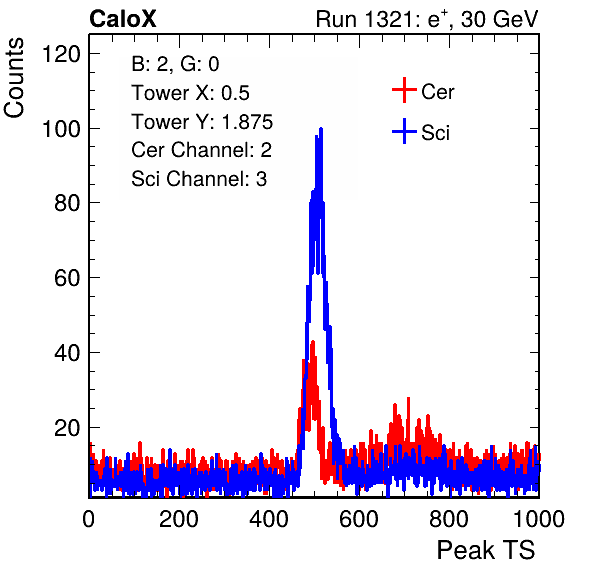 CaloX
Run 1321: e⁺, 30 GeV
Counts
B: 2, G: 0
Tower X: 0.5
Tower Y: 1.875
Cer Channel: 2
Sci Channel: 3
Cer
Sci
120
100
80
60
40
20
0 200 400 600 800 1000
Peak TS